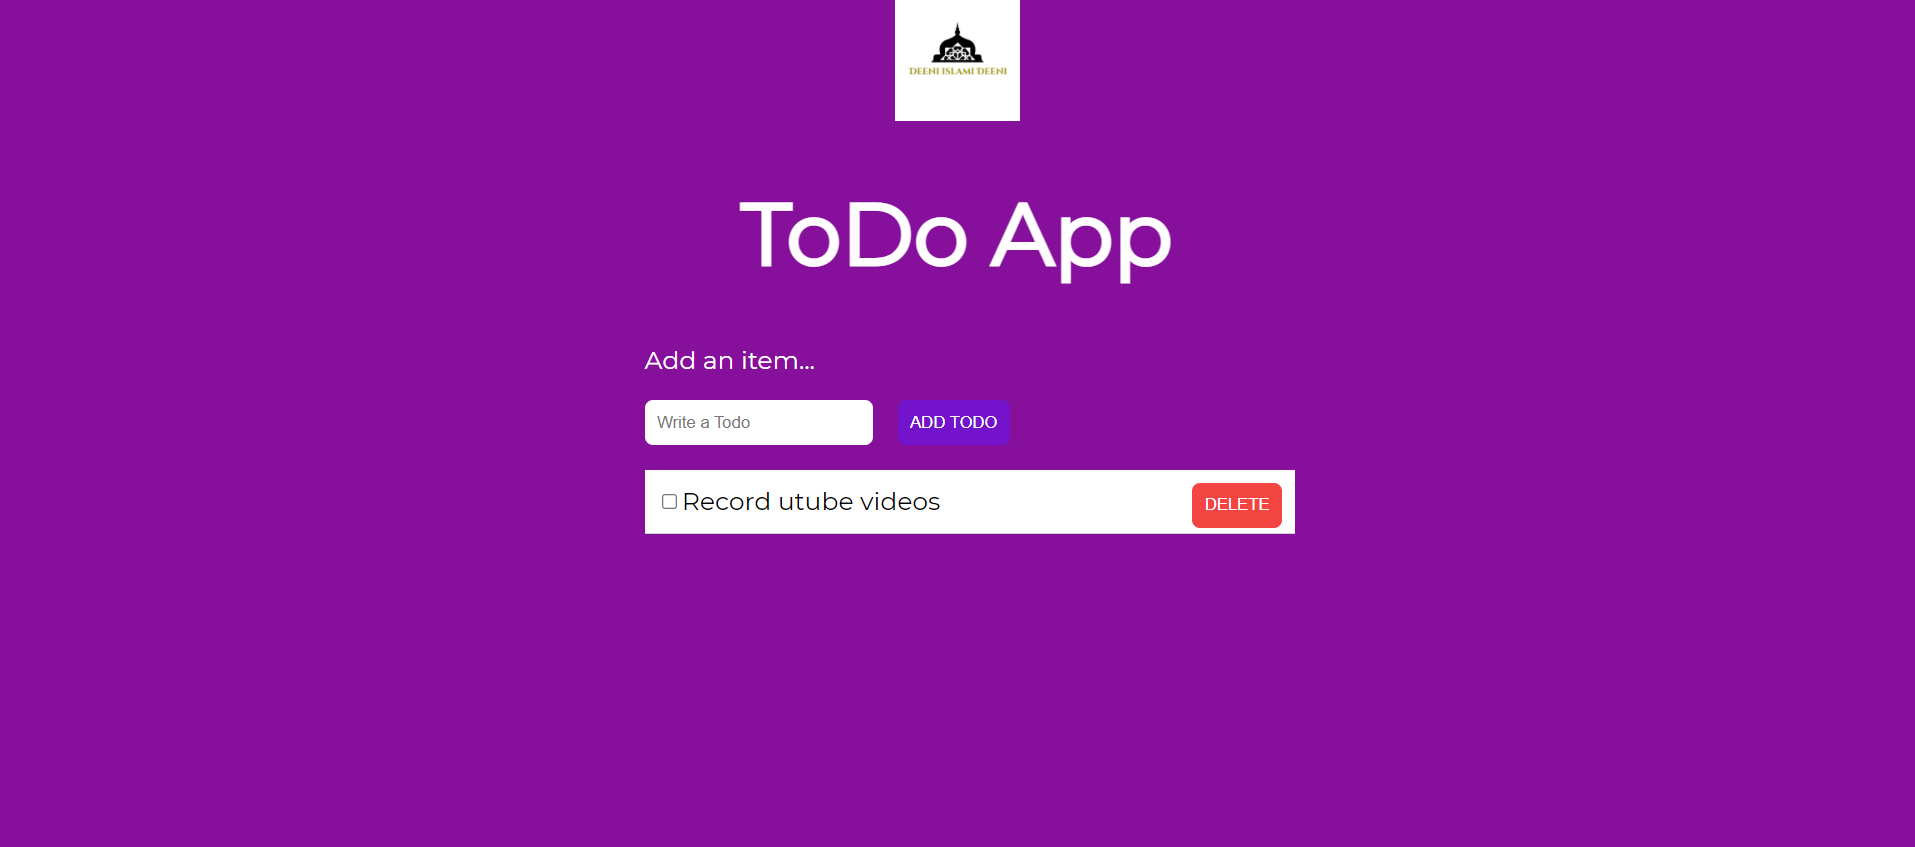 DEENI ISLAMI DEENI
ToDo App
Add an item...
Write a Todo
ADD TODO
Record utube videos
DELETE